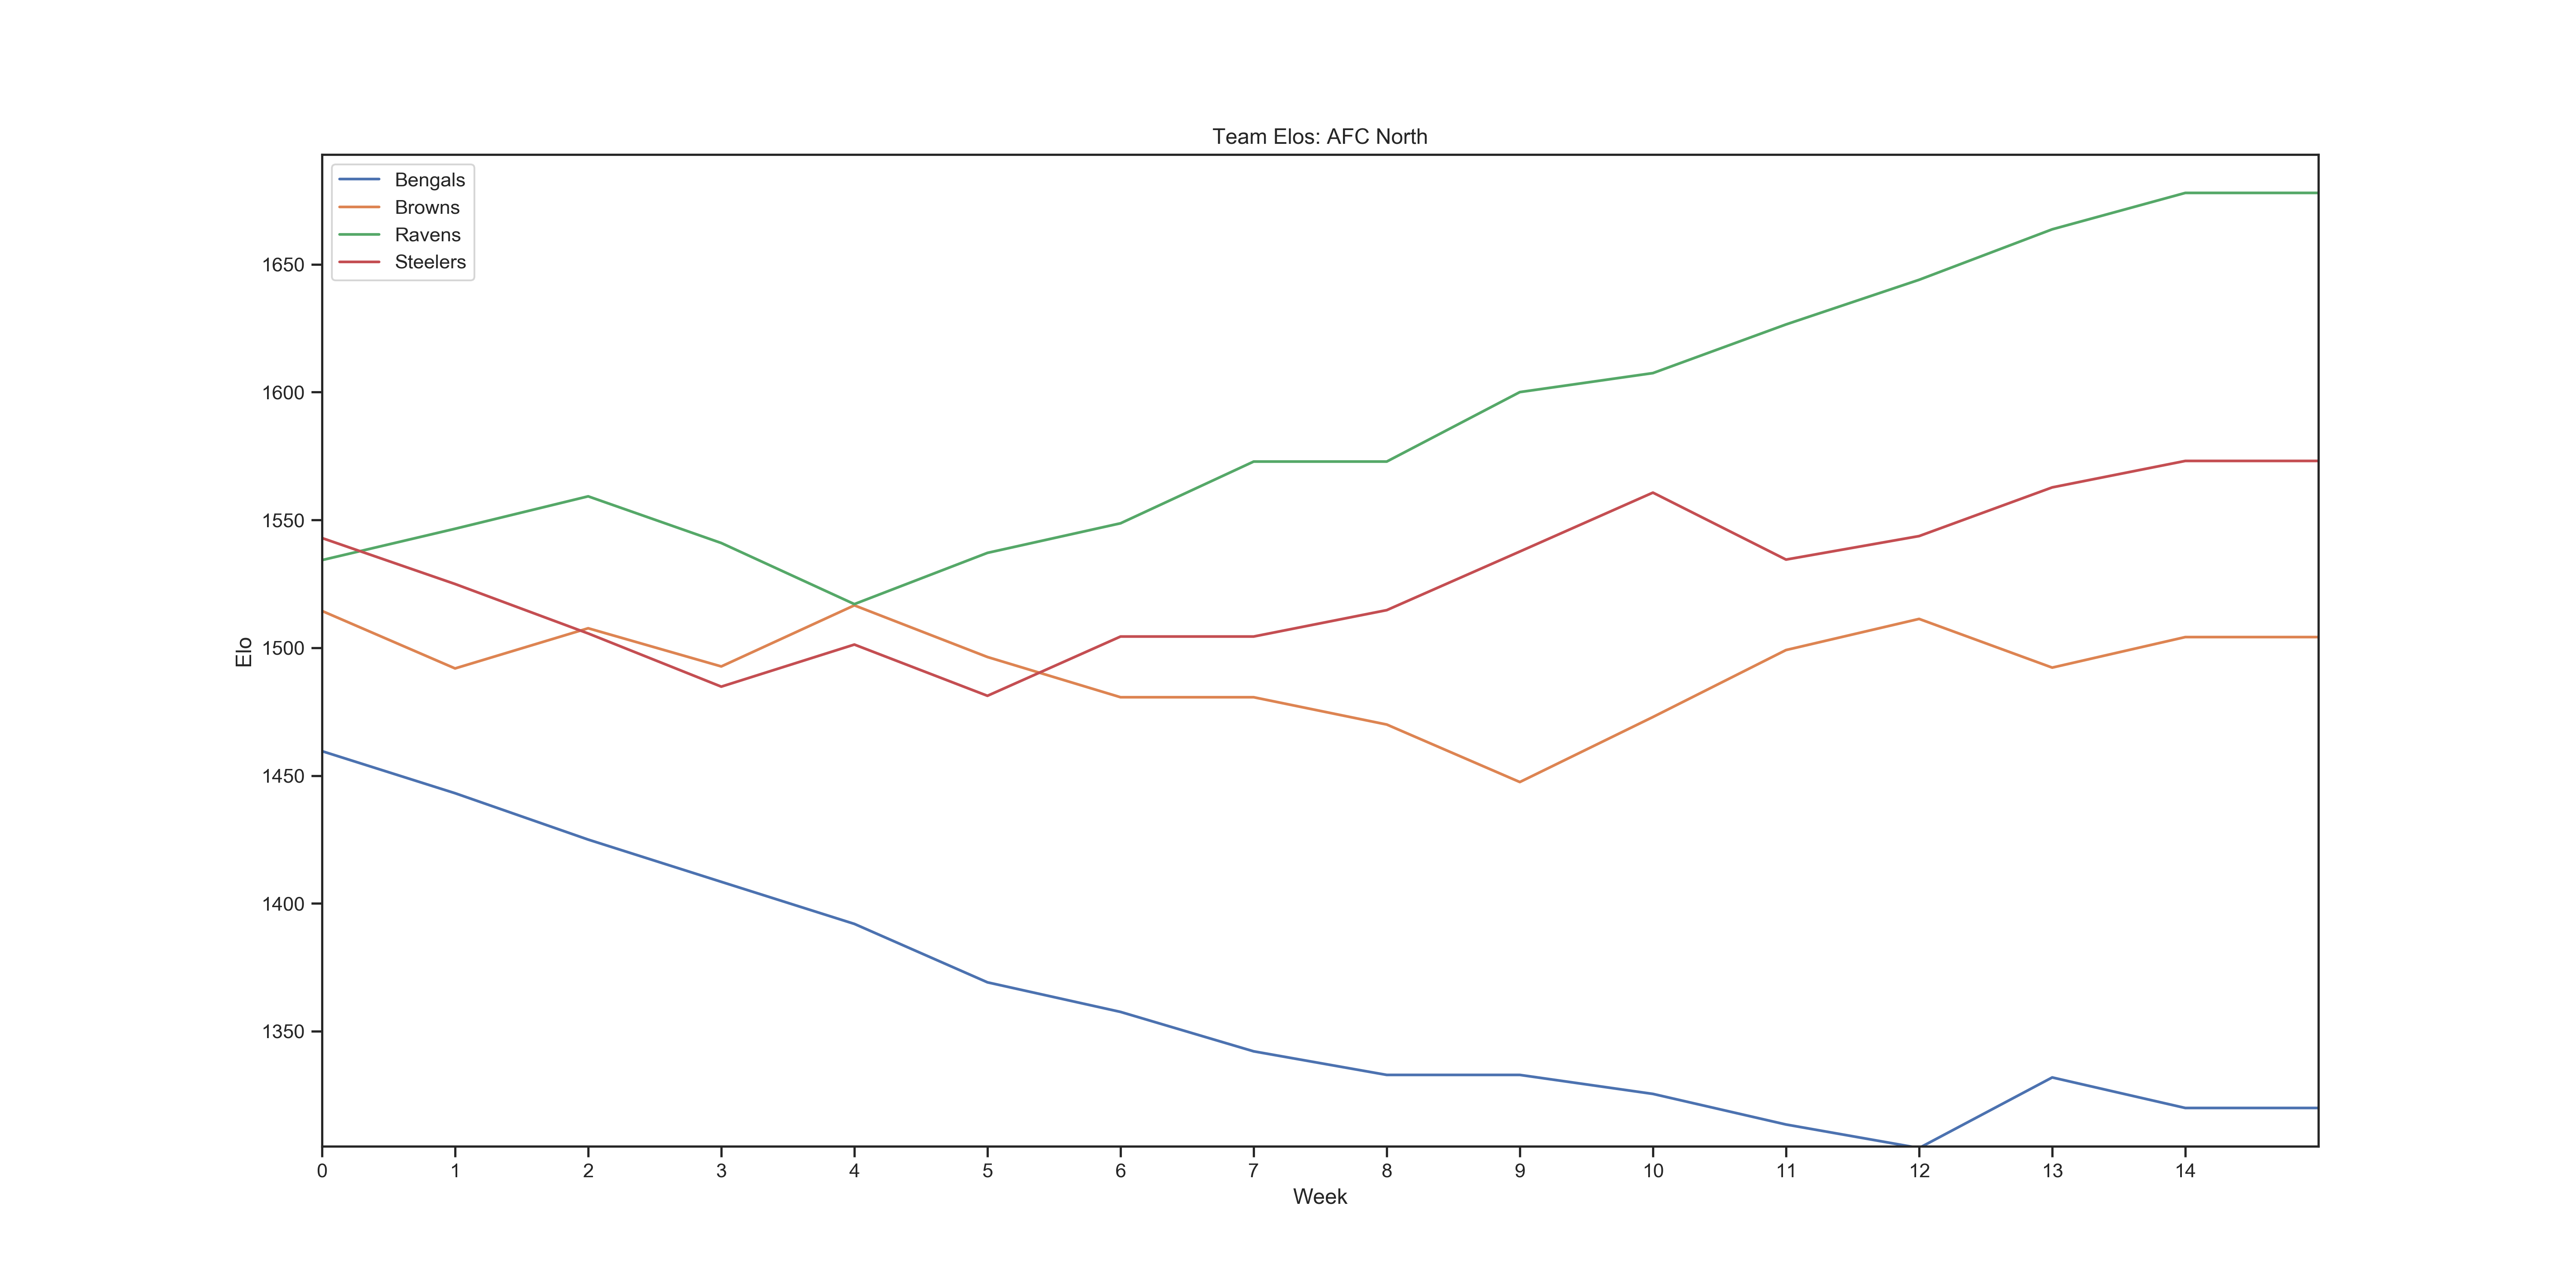 Team Elos: AFC North
Bengals
Browns
Ravens
Steelers
1650
1600
1550
1500
1450
1400
1350
Elo
0 1 2 3 4 5 6 7 8 9 10 11 12 13 14
Week